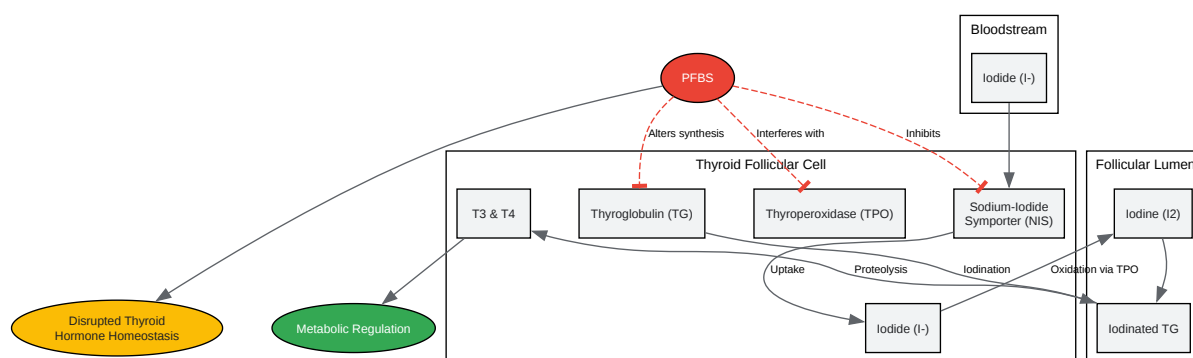 Bloodstream
Iodide (I-)
PFBS
Alters synthesis
Interferes with
Inhibits
Thyroid Follicular Cell
Follicular Lumen
T3 & T4
Thyroglobulin (TG)
Thyroperoxidase (TPO)
Sodium-Iodide
Symporter (NIS)
Iodine (I2)
Uptake
Proteolysis
Iodination
Oxidation via TPO
Disrupted Thyroid
Hormone Homeostasis
Metabolic Regulation
Iodide (I-)
Iodinated TG